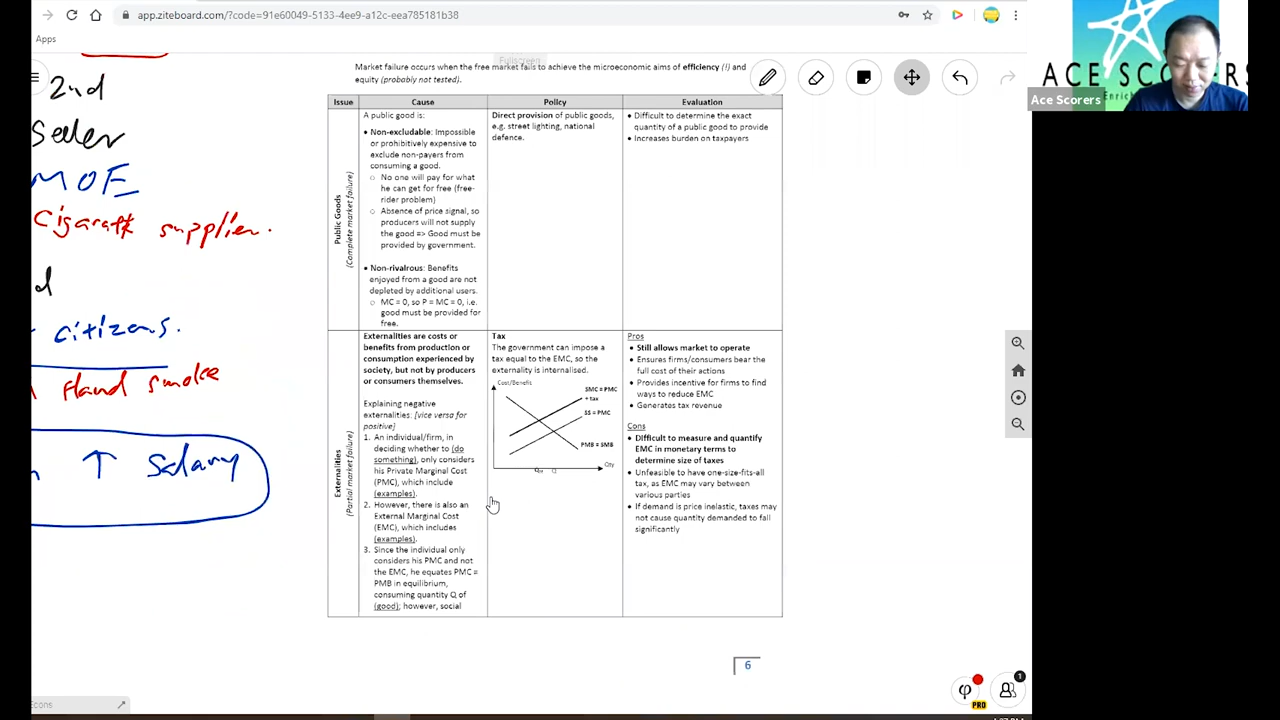 app.ziteboard.com/?code=91e60049-5133-4ee9-a12c-eea785181b38
Apps
Fullscreen
ACE SCORERS
Enric
Ace Scorers
2nd
Seller
MOE
Cigaratt supplier.
d
citizens.
Hand smoke
↑ Salary
Market failure occurs when the free market fails to achieve the microeconomic aims of efficiency (!) and
equity (probably not tested).
Issue Cause Policy Evaluation
Public Goods
(Complete market failure)
A public good is:
• Non-excludable: Impossible
or prohibitively expensive to
exclude non-payers from
consuming a good.
○ No one will pay for what
he can get for free (free-
rider problem)
○ Absence of price signal, so
producers will not supply
the good => Good must be
provided by government.
• Non-rivalrous: Benefits
enjoyed from a good are not
depleted by additional users.
○ MC = 0, so P = MC = 0, i.e.
good must be provided for
free.
Direct provision of public goods,
e.g. street lighting, national
defence.
• Difficult to determine the exact
quantity of a public good to provide
• Increases burden on taxpayers
Externalities
(Partial market failure)
Externalities are costs or
benefits from production or
consumption experienced by
society, but not by producers
or consumers themselves.
Explaining negative
externalities: [vice versa for
positive]
1. An individual/firm, in
deciding whether to (do
something), only considers
his Private Marginal Cost
(PMC), which include
(examples).
2. However, there is also an
External Marginal Cost
(EMC), which includes
(examples).
3. Since the individual only
considers his PMC and not
the EMC, he equates PMC =
PMB in equilibrium,
consuming quantity Q of
(good); however, social
Tax
The government can impose a
tax equal to the EMC, so the
externality is internalised.
Cost/Benefit
SMC = PMC
+ tax
SS = PMC
PMB = SMB
Q
Qty
Pros
• Still allows market to operate
• Ensures firms/consumers bear the
full cost of their actions
• Provides incentive for firms to find
ways to reduce EMC
• Generates tax revenue
Cons
• Difficult to measure and quantify
EMC in monetary terms to
determine size of taxes
• Unfeasible to have one-size-fits-all
tax, as EMC may vary between
various parties
• If demand is price inelastic, taxes may
not cause quantity demanded to fall
significantly
6
Econs
1
PRO